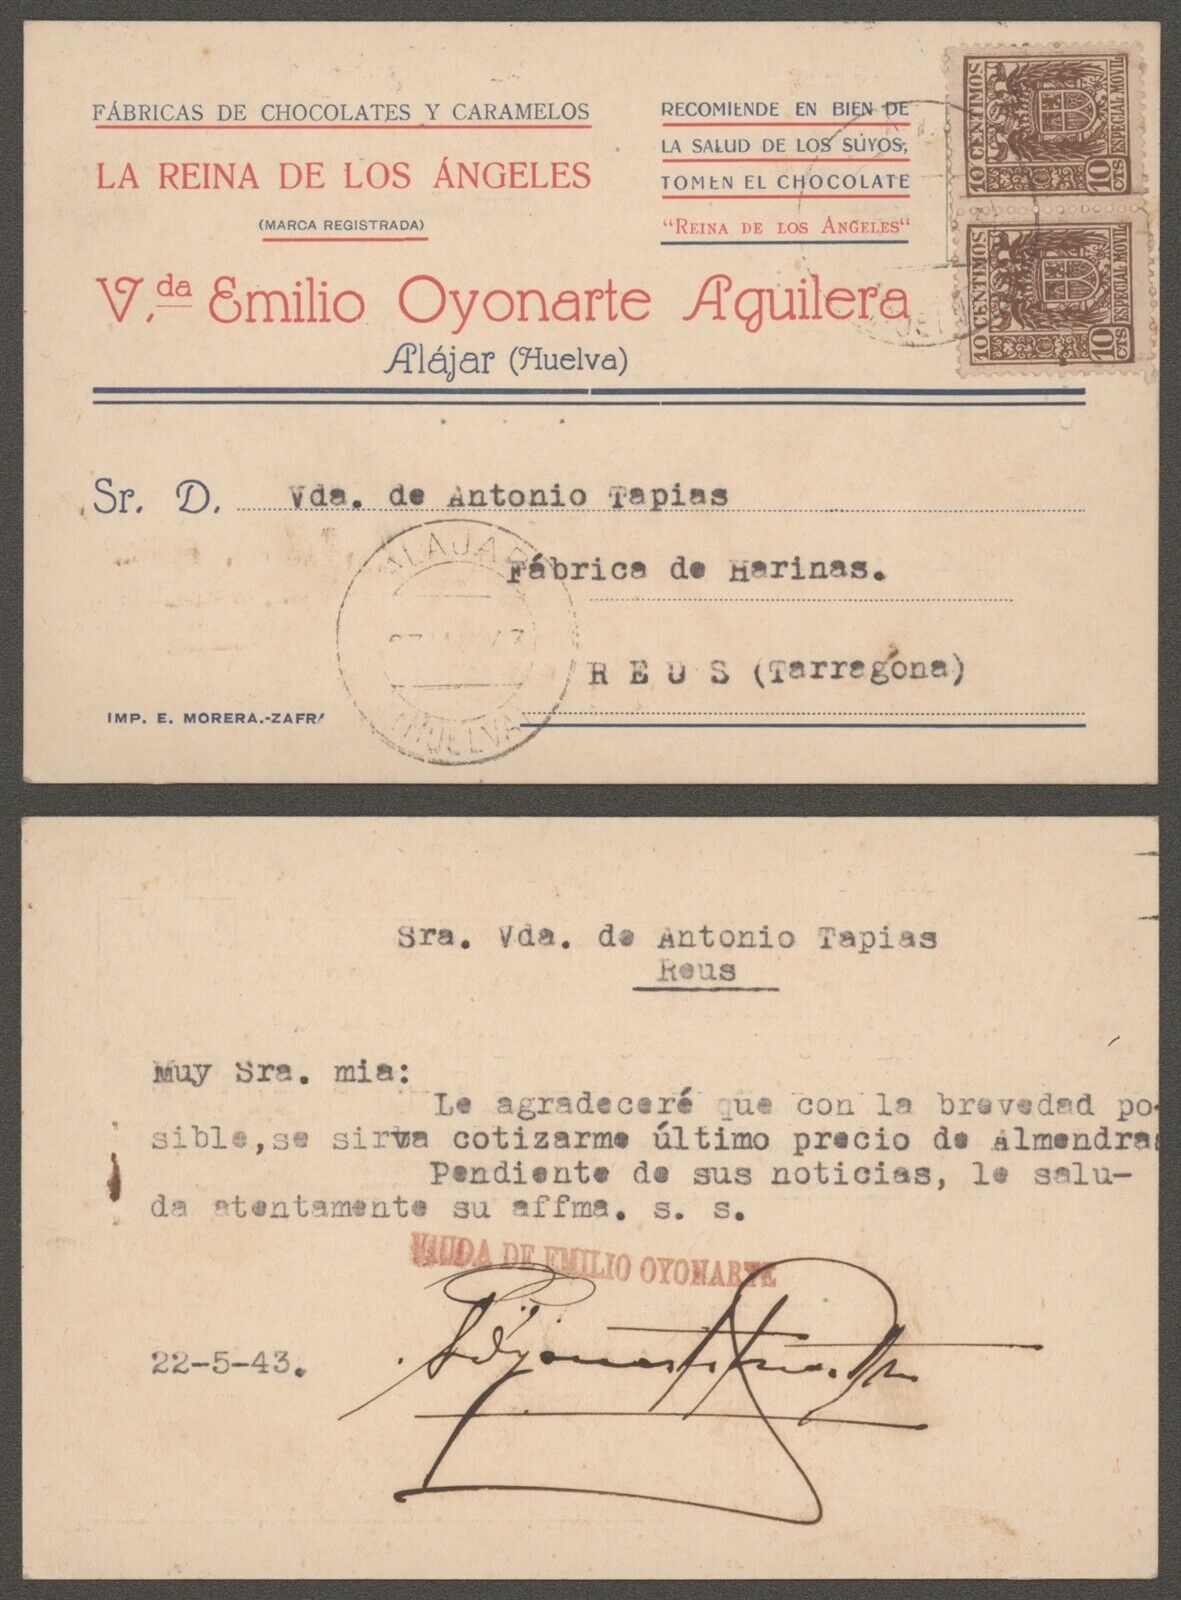 FÁBRICAS DE CHOCOLATES Y CARAMELOS
LA REINA DE LOS ÁNGELES
(MARCA REGISTRADA)
RECOMIENDE EN BIEN DE
LA SALUD DE LOS SUYOS,
TOMEN EL CHOCOLATE
"REINA DE LOS ANGELES"
10 CENTIMOS
ESPECIAL MOVIL
10 CTS
10 CENTIMOS
ESPECIAL MOVIL
10 CTS
V.da Emilio Oyonarte Aguilera
Alájar (Huelva)
Sr. D. Vda. de Antonio Tapias
Fábrica de Harinas.
R E U S (Tarragona)
ALAJAR
(HUELVA)
IMP. E. MORERA.-ZAFRA
Sra. Vda. de Antonio Tapias
Reus
Muy Sra. mia:
Le agradeceré que con la brevedad po-
sible, se sirva cotizarme último precio de Almendras
Pendiente de sus noticias, le salu-
da atentamente su affma. s. s.
VIUDA DE EMILIO OYONARTE
22-5-43.